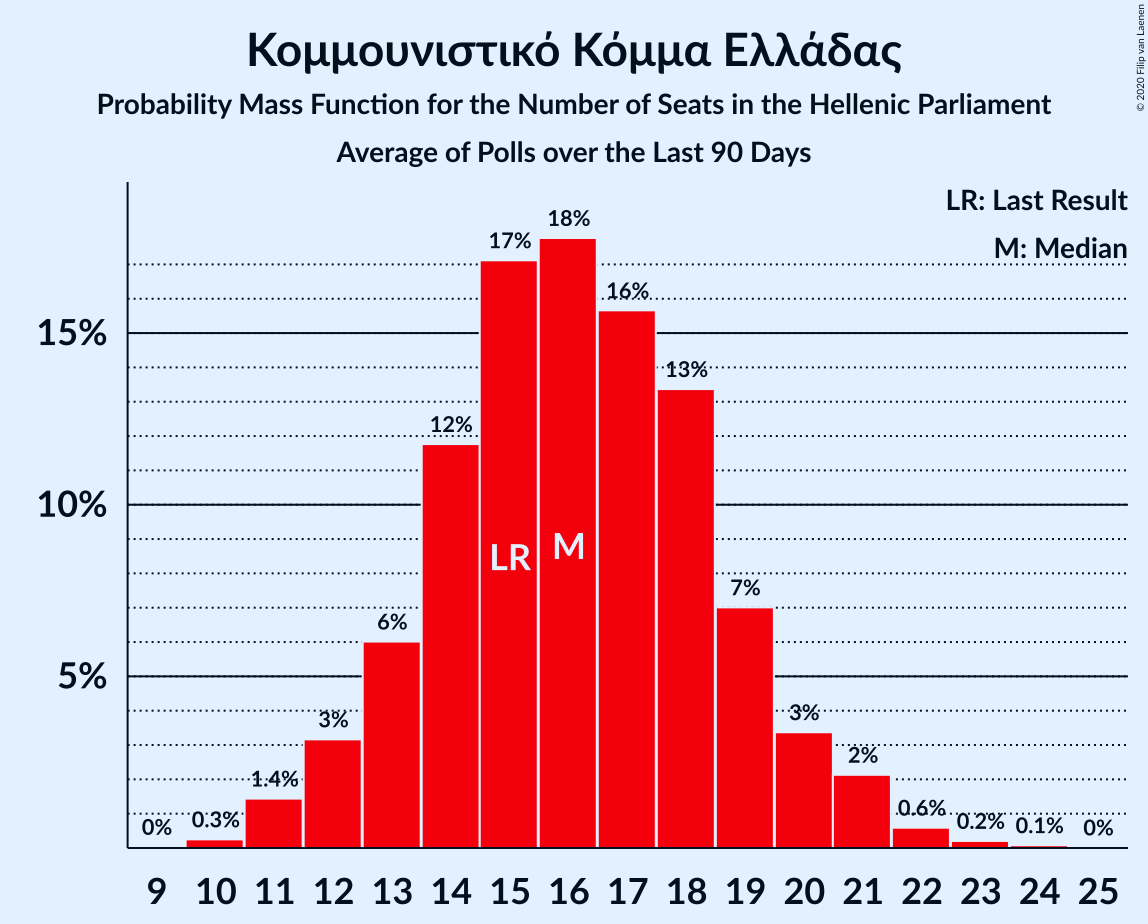 Κομμουνιστικό Κόμμα Ελλάδας
Probability Mass Function for the Number of Seats in the Hellenic Parliament
Average of Polls over the Last 90 Days
© 2020 Filip van Laenen
LR: Last Result
M: Median
15%
10%
5%
0%
0.3%
1.4%
3%
6%
12%
17%
18%
16%
13%
7%
3%
2%
0.6%
0.2%
0.1%
0%
LR
M
9 10 11 12 13 14 15 16 17 18 19 20 21 22 23 24 25